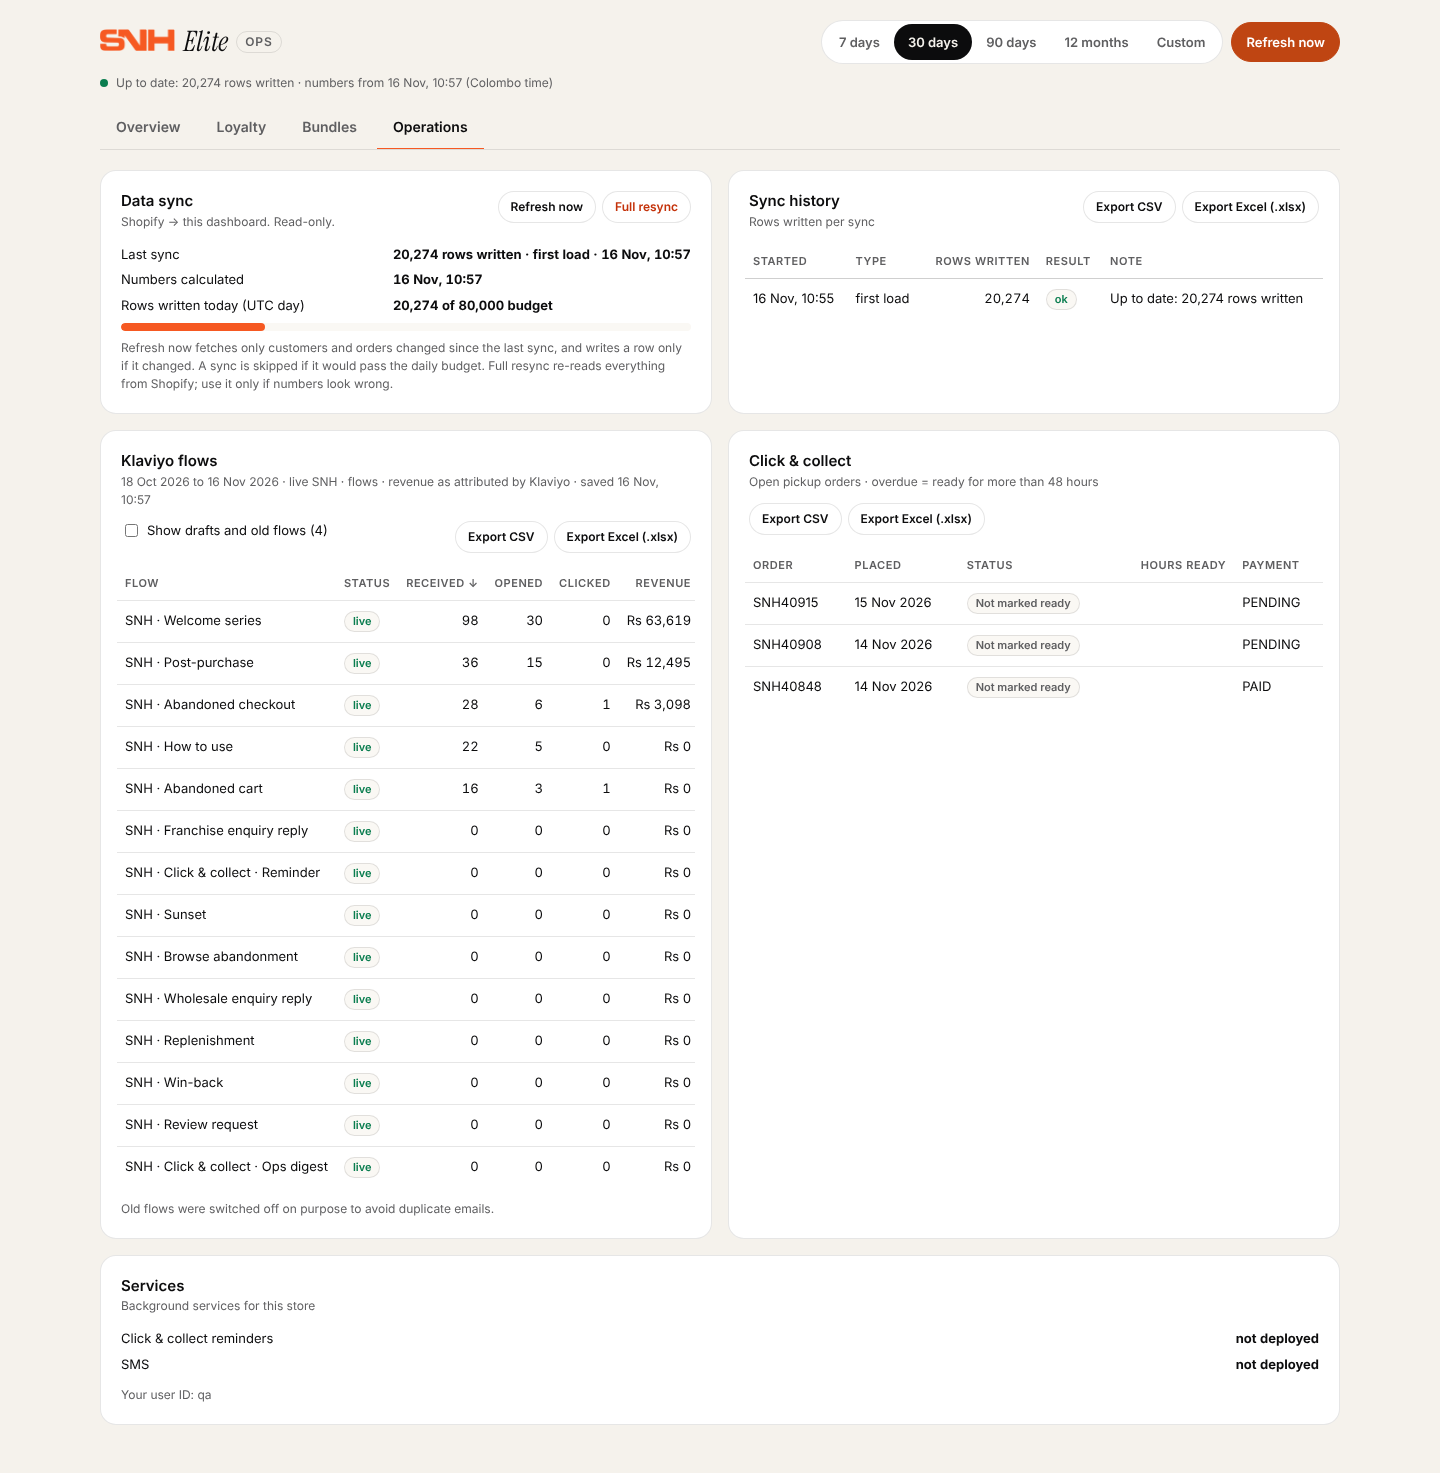 SNH Elite OPS
7 days 30 days 90 days 12 months Custom Refresh now
Up to date: 20,274 rows written · numbers from 16 Nov, 10:57 (Colombo time)
Overview Loyalty Bundles Operations
Data sync
Shopify → this dashboard. Read-only.
Refresh now Full resync
Last sync 20,274 rows written · first load · 16 Nov, 10:57
Numbers calculated 16 Nov, 10:57
Rows written today (UTC day) 20,274 of 80,000 budget
Refresh now fetches only customers and orders changed since the last sync, and writes a row only
if it changed. A sync is skipped if it would pass the daily budget. Full resync re-reads everything
from Shopify; use it only if numbers look wrong.
Sync history
Rows written per sync
Export CSV Export Excel (.xlsx)
STARTED TYPE ROWS WRITTEN RESULT NOTE
16 Nov, 10:55 first load 20,274 ok Up to date: 20,274 rows written
Klaviyo flows
18 Oct 2026 to 16 Nov 2026 · live SNH · flows · revenue as attributed by Klaviyo · saved 16 Nov,
10:57
Show drafts and old flows (4) Export CSV Export Excel (.xlsx)
FLOW STATUS RECEIVED ↓ OPENED CLICKED REVENUE
SNH · Welcome series live 98 30 0 Rs 63,619
SNH · Post-purchase live 36 15 0 Rs 12,495
SNH · Abandoned checkout live 28 6 1 Rs 3,098
SNH · How to use live 22 5 0 Rs 0
SNH · Abandoned cart live 16 3 1 Rs 0
SNH · Franchise enquiry reply live 0 0 0 Rs 0
SNH · Click & collect · Reminder live 0 0 0 Rs 0
SNH · Sunset live 0 0 0 Rs 0
SNH · Browse abandonment live 0 0 0 Rs 0
SNH · Wholesale enquiry reply live 0 0 0 Rs 0
SNH · Replenishment live 0 0 0 Rs 0
SNH · Win-back live 0 0 0 Rs 0
SNH · Review request live 0 0 0 Rs 0
SNH · Click & collect · Ops digest live 0 0 0 Rs 0
Old flows were switched off on purpose to avoid duplicate emails.
Click & collect
Open pickup orders · overdue = ready for more than 48 hours
Export CSV Export Excel (.xlsx)
ORDER PLACED STATUS HOURS READY PAYMENT
SNH40915 15 Nov 2026 Not marked ready PENDING
SNH40908 14 Nov 2026 Not marked ready PENDING
SNH40848 14 Nov 2026 Not marked ready PAID
Services
Background services for this store
Click & collect reminders not deployed
SMS not deployed
Your user ID: qa